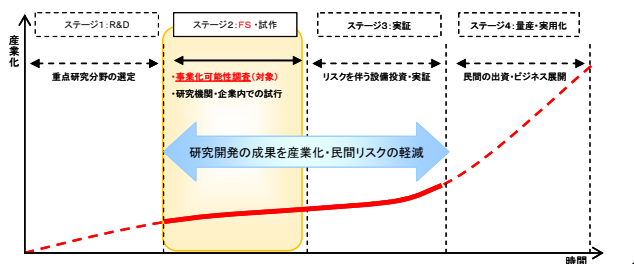 産業化
ステージ1：R&D
ステージ2：FS・試作
ステージ3：実証
ステージ4：量産・実用化
重点研究分野の選定
・事業化可能性調査（対象）
・研究機関・企業内での試行
リスクを伴う設備投資・実証
民間の出資・ビジネス展開
研究開発の成果を産業化・民間リスクの軽減
時間